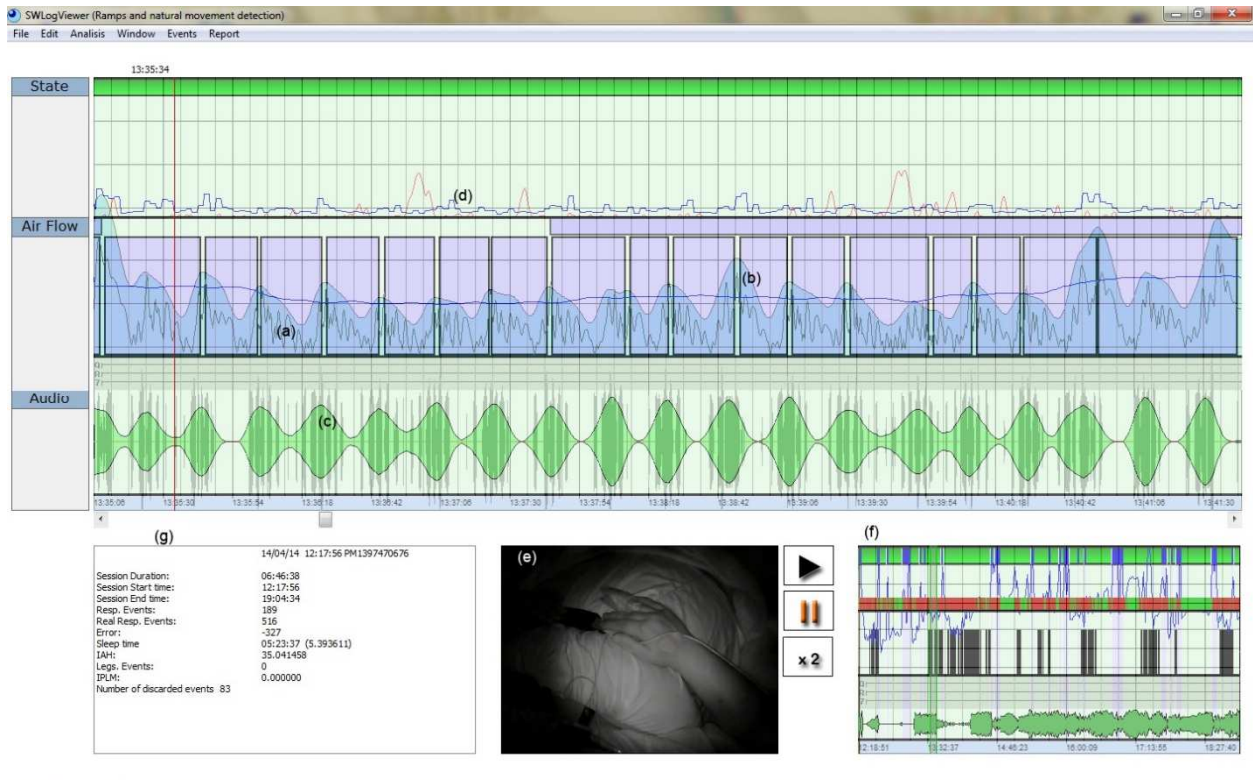 SWLogViewer (Ramps and natural movement detection)
File Edit Analisis Window Events Report
13:35:34
State
(d)
Air Flow
(b)
(a)
Audio
(c)
13:35:06 13:35:30 13:35:54 13:36:18 13:36:42 13:37:06 13:37:30 13:37:54 13:38:18 13:38:42 13:39:06 13:39:30 13:39:54 13:40:18 13:40:42 13:41:06 13:41:30
(g)
14/04/14 12:17:56 PM1397470676
Session Duration: 06:46:38
Session Start time: 12:17:56
Session End time: 19:04:34
Resp. Events: 189
Real Resp. Events: 516
Error: -327
Sleep time 05:23:37 (5.393611)
IAH: 35.041458
Legs. Events: 0
IPLM: 0.000000
Number of discarded events 83
(e)
x 2
(f)
12:18:51 13:32:37 14:46:23 16:00:09 17:13:55 18:27:40